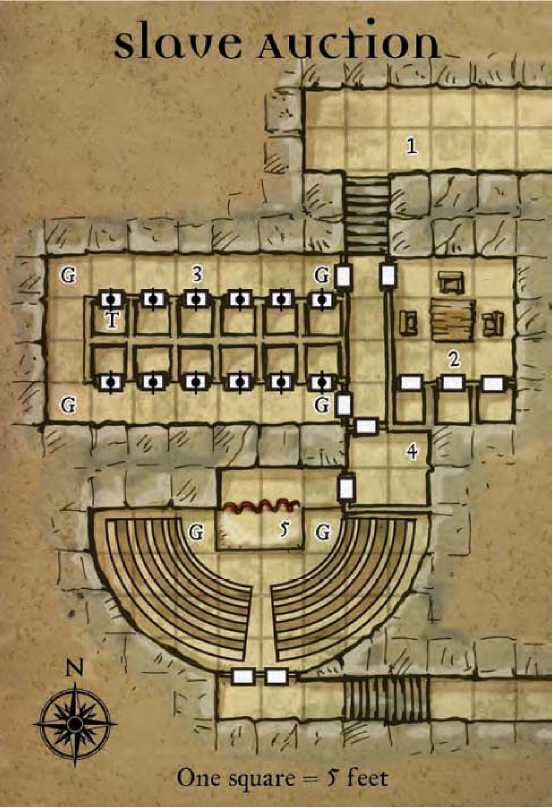 slave auction
1
G 3 G
T
2
G G
4
G 5 G
N
One square = 5 feet